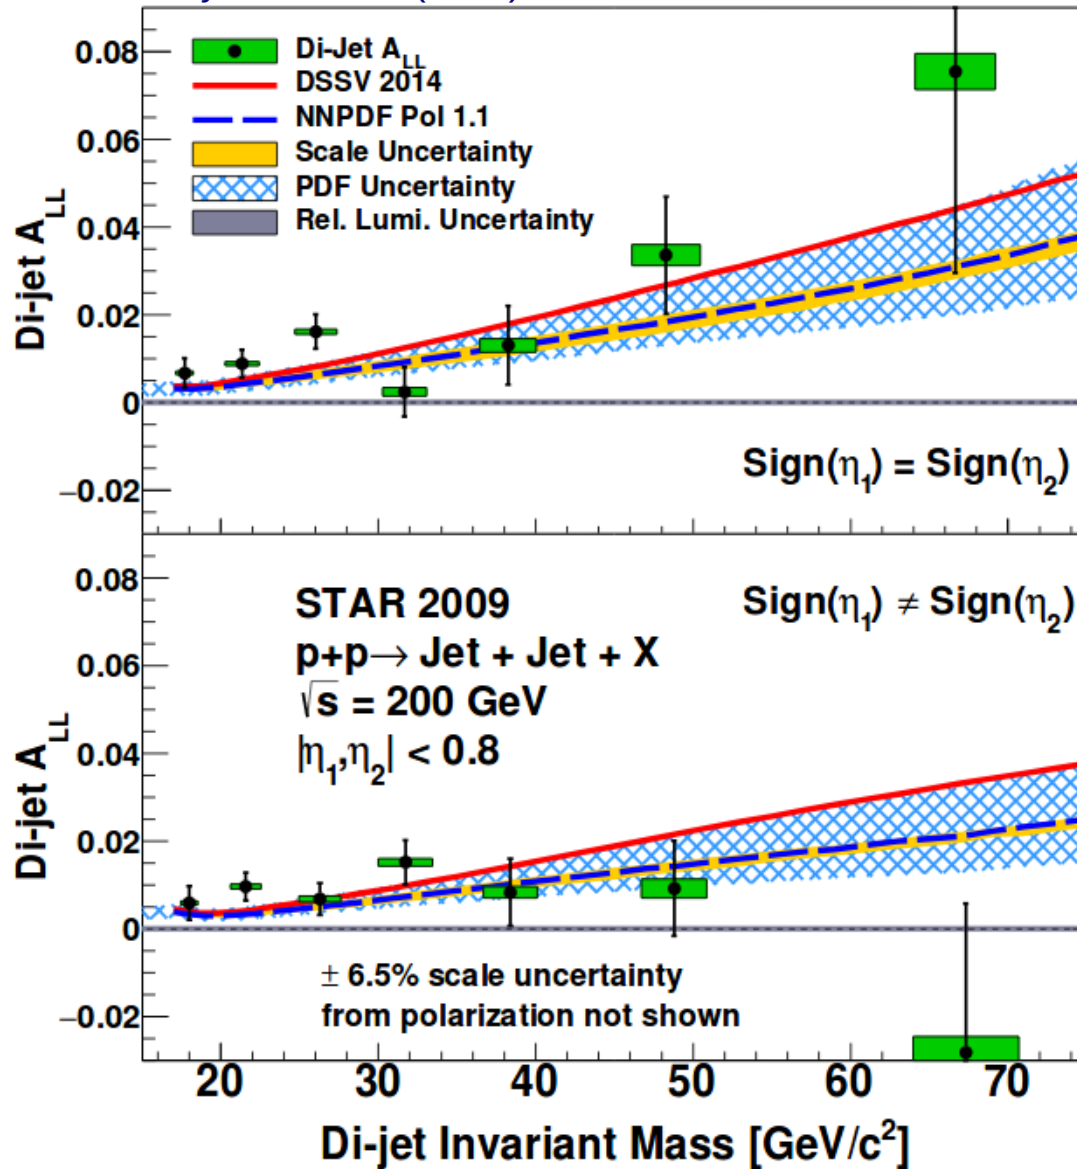 0.08
0.06
0.04
0.02
0
−0.02
Di-jet A_LL
Di-Jet A_LL
DSSV 2014
NNPDF Pol 1.1
Scale Uncertainty
PDF Uncertainty
Rel. Lumi. Uncertainty
Sign(η₁) = Sign(η₂)
0.08
0.06
0.04
0.02
0
−0.02
Di-jet A_LL
STAR 2009
p+p→ Jet + Jet + X
√s = 200 GeV
|η₁,η₂| < 0.8
Sign(η₁) ≠ Sign(η₂)
± 6.5% scale uncertainty
from polarization not shown
20 30 40 50 60 70
Di-jet Invariant Mass [GeV/c²]